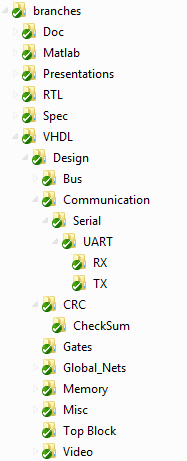 branches
Doc
Matlab
Presentations
RTL
Spec
VHDL
Design
Bus
Communication
Serial
UART
RX
TX
CRC
CheckSum
Gates
Global_Nets
Memory
Misc
Top Block
Video